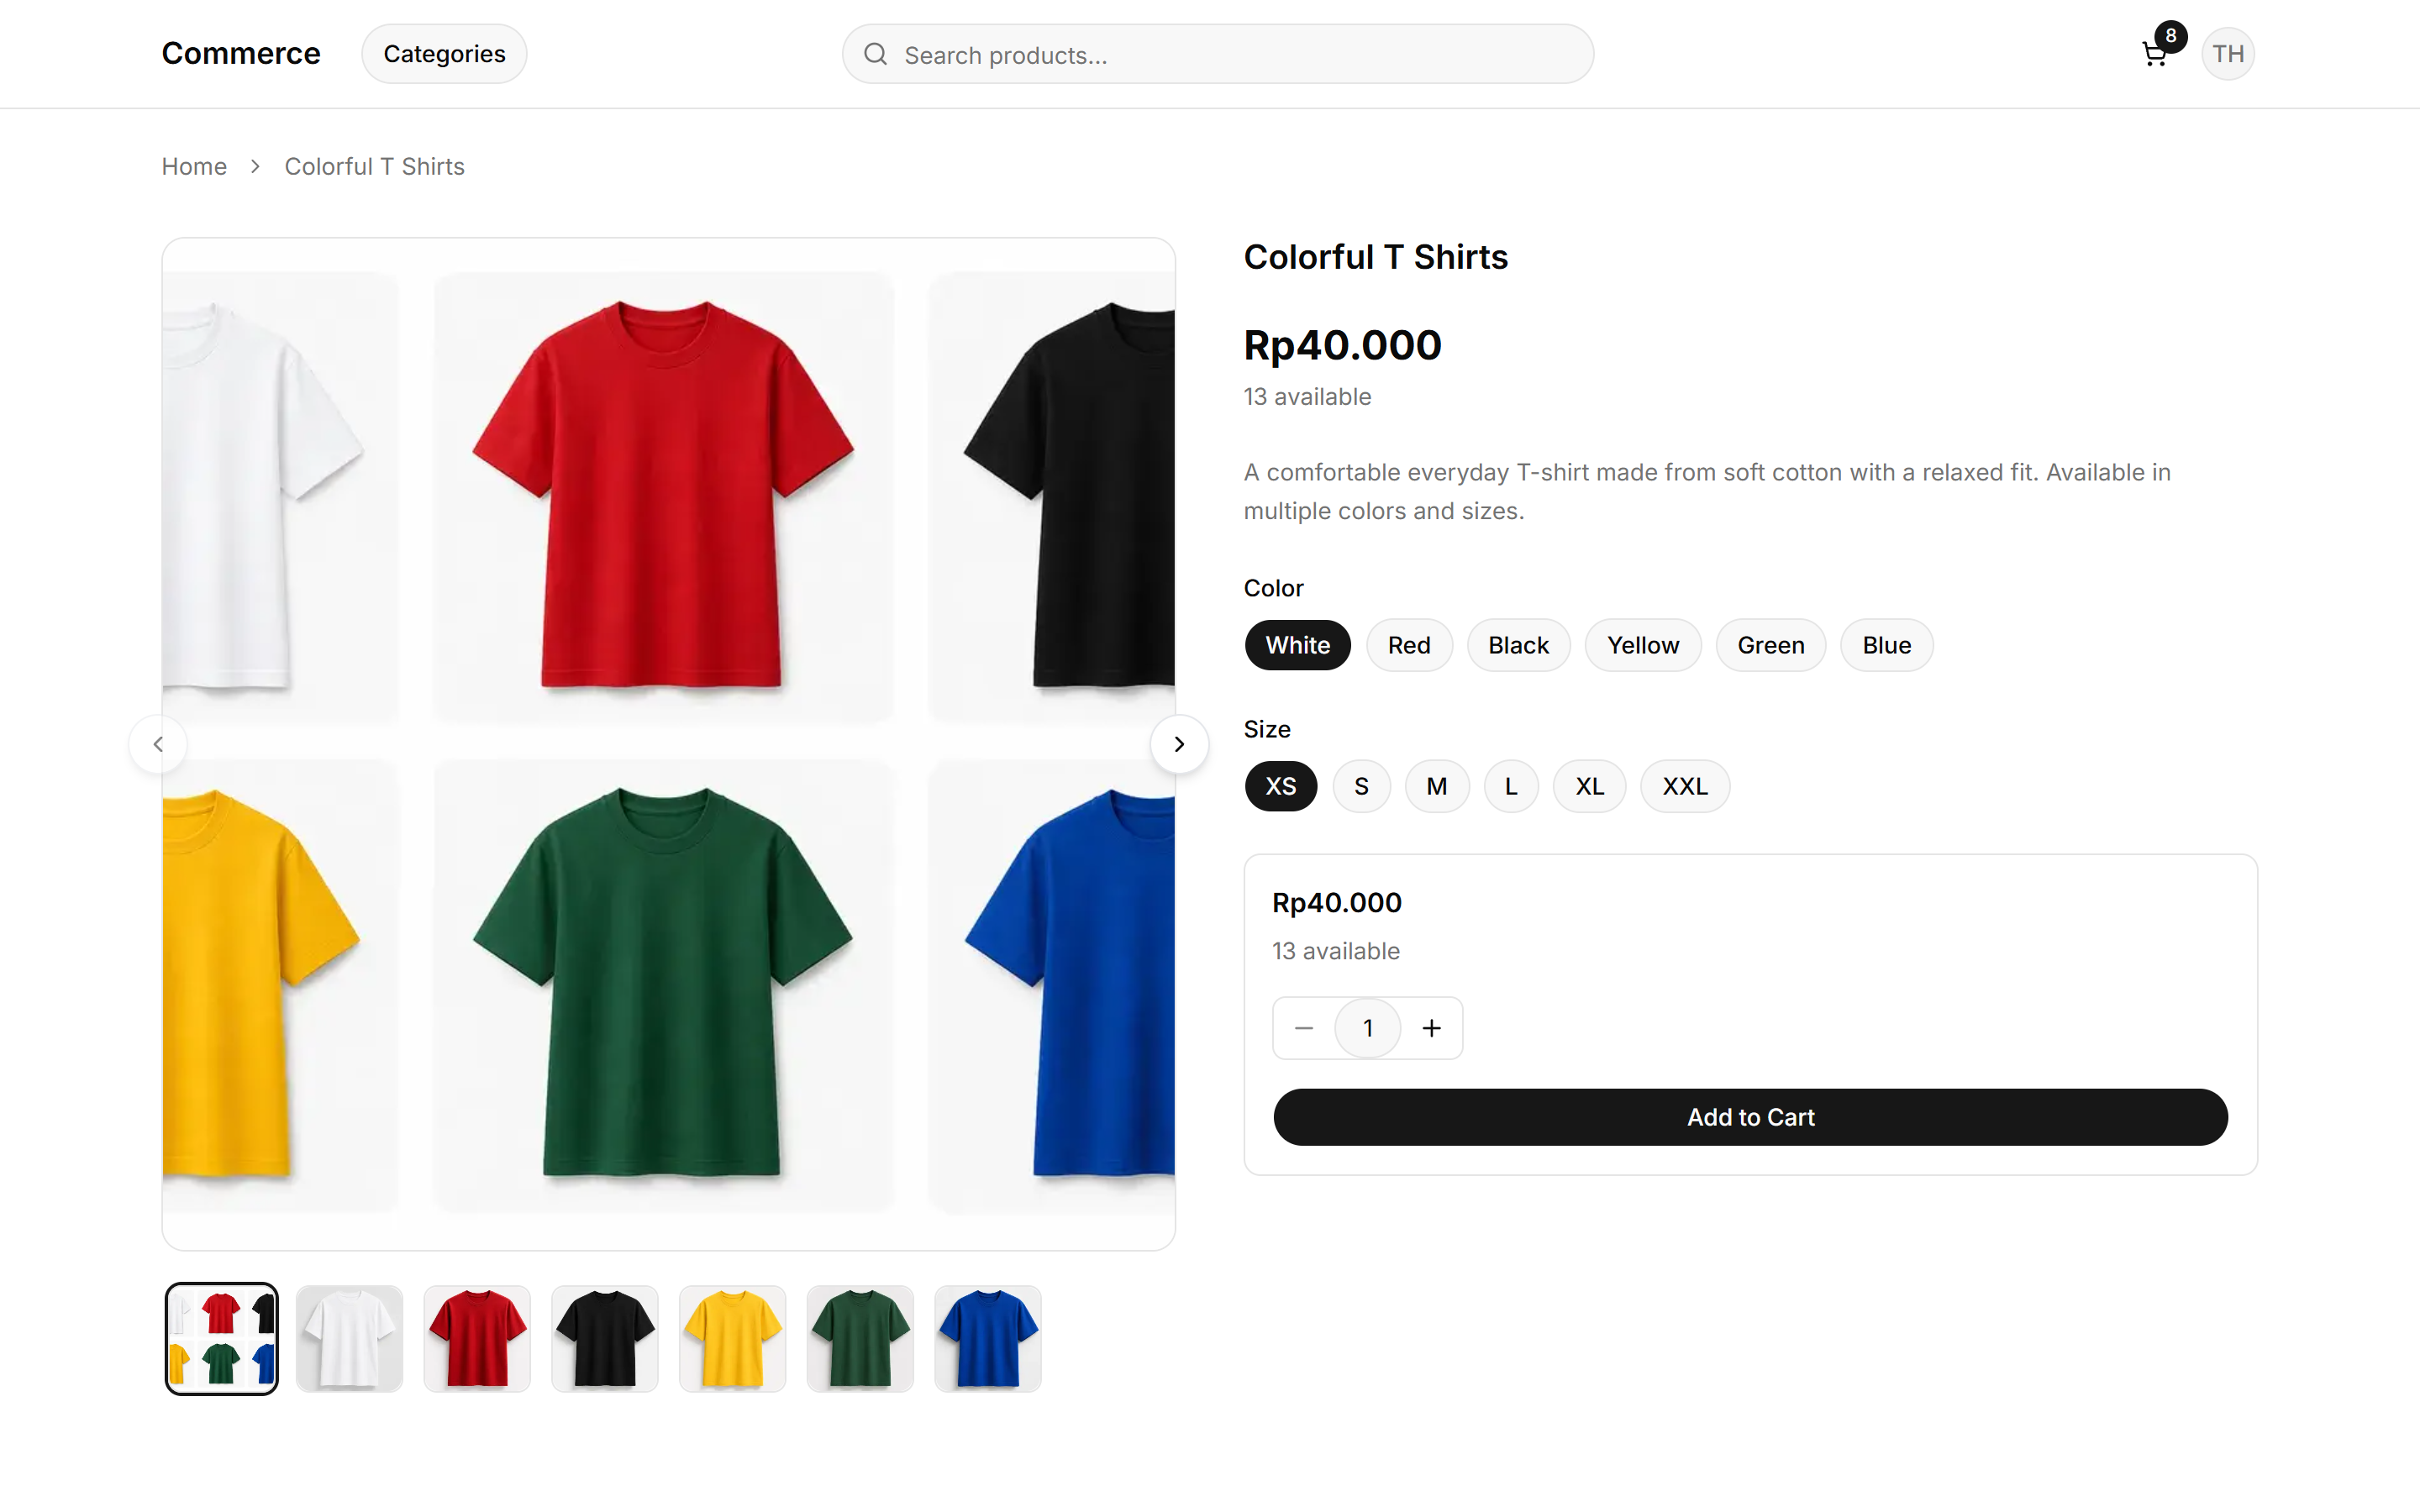 Commerce
Categories
Search products...
8
TH
Home
Colorful T Shirts
Colorful T Shirts
Rp40.000
13 available
A comfortable everyday T-shirt made from soft cotton with a relaxed fit. Available in
multiple colors and sizes.
Color
White Red Black Yellow Green Blue
Size
XS S M L XL XXL
Rp40.000
13 available
1
Add to Cart